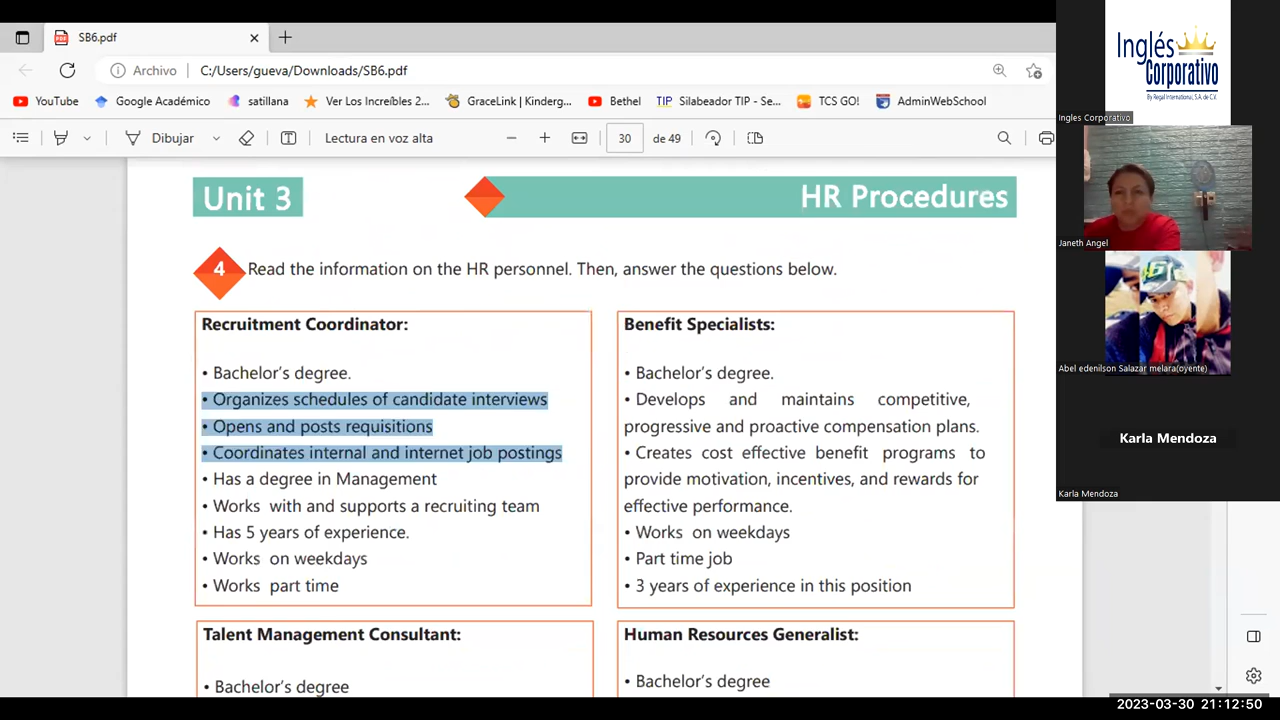 SB6.pdf
Archivo C:/Users/gueva/Downloads/SB6.pdf
YouTube Google Académico satillana Ver Los Increíbles 2... GraceLink | Kinderg... Bethel TIP Silabeador TIP - Se... TCS GO! AdminWebSchool
Dibujar Lectura en voz alta 30 de 49
Unit 3
HR Procedures
4 Read the information on the HR personnel. Then, answer the questions below.
Recruitment Coordinator:
• Bachelor's degree.
• Organizes schedules of candidate interviews
• Opens and posts requisitions
• Coordinates internal and internet job postings
• Has a degree in Management
• Works with and supports a recruiting team
• Has 5 years of experience.
• Works on weekdays
• Works part time
Benefit Specialists:
• Bachelor's degree.
• Develops and maintains competitive,
progressive and proactive compensation plans.
• Creates cost effective benefit programs to
provide motivation, incentives, and rewards for
effective performance.
• Works on weekdays
• Part time job
• 3 years of experience in this position
Talent Management Consultant:
• Bachelor's degree
Human Resources Generalist:
• Bachelor's degree
Inglés
Corporativo
By Regal International, S.A. de C.V.
Ingles Corporativo
Janeth Angel
Abel edenilson Salazar melara(oyente)
Karla Mendoza
Karla Mendoza
2023-03-30 21:12:50